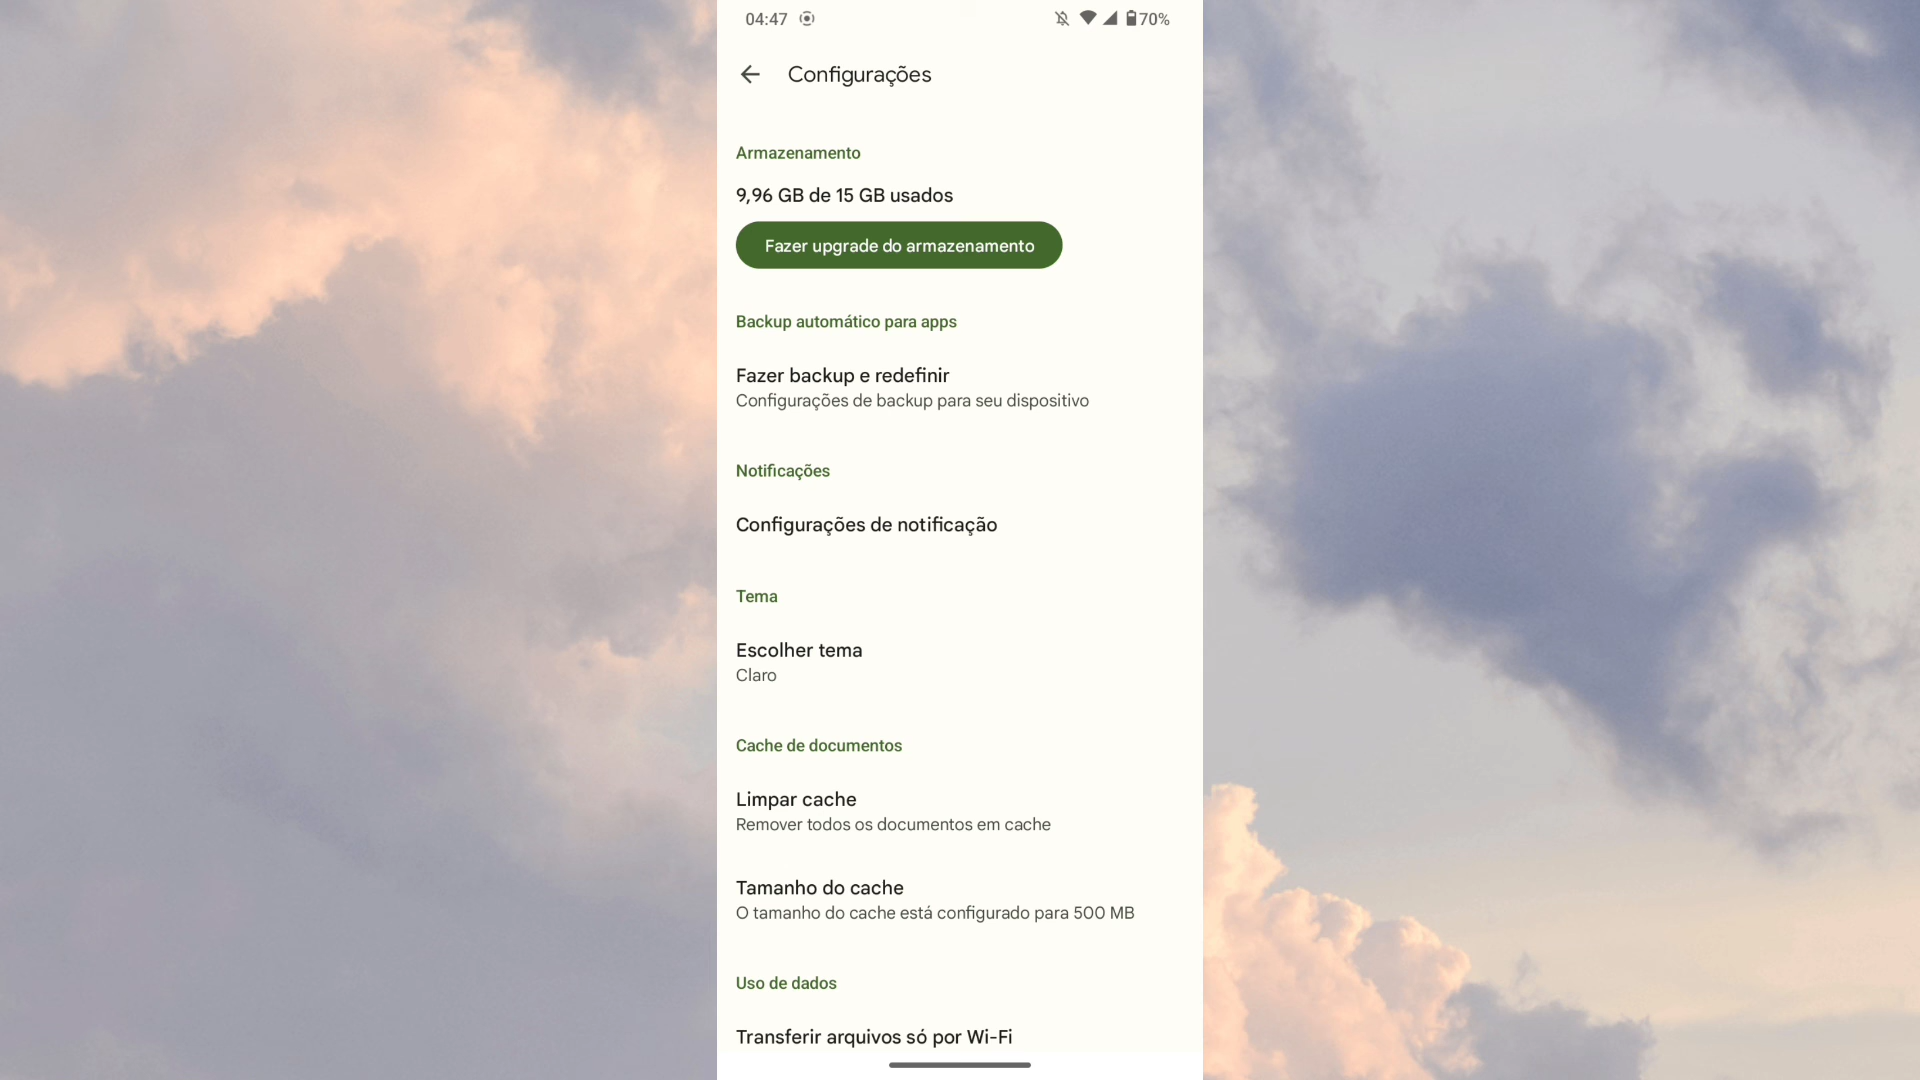 04:47
70%
Configurações
Armazenamento
9,96 GB de 15 GB usados
Fazer upgrade do armazenamento
Backup automático para apps
Fazer backup e redefinir
Configurações de backup para seu dispositivo
Notificações
Configurações de notificação
Tema
Escolher tema
Claro
Cache de documentos
Limpar cache
Remover todos os documentos em cache
Tamanho do cache
O tamanho do cache está configurado para 500 MB
Uso de dados
Transferir arquivos só por Wi-Fi